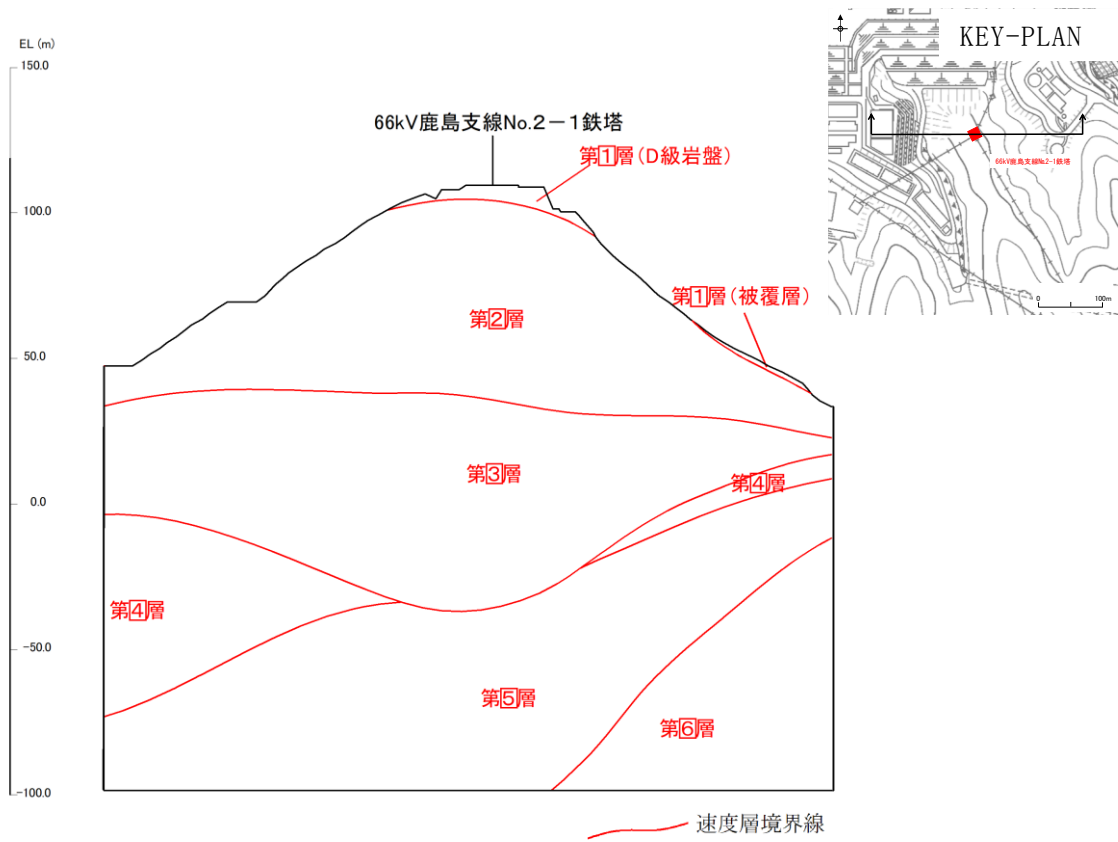 KEY-PLAN
66kV鹿島支線No.2-1鉄塔
0
100m
EL (m)
150.0
100.0
50.0
0.0
-50.0
-100.0
66kV鹿島支線No.2-1鉄塔
第1層(D級岩盤)
第1層(被覆層)
第2層
第3層
第4層
第4層
第5層
第6層
速度層境界線